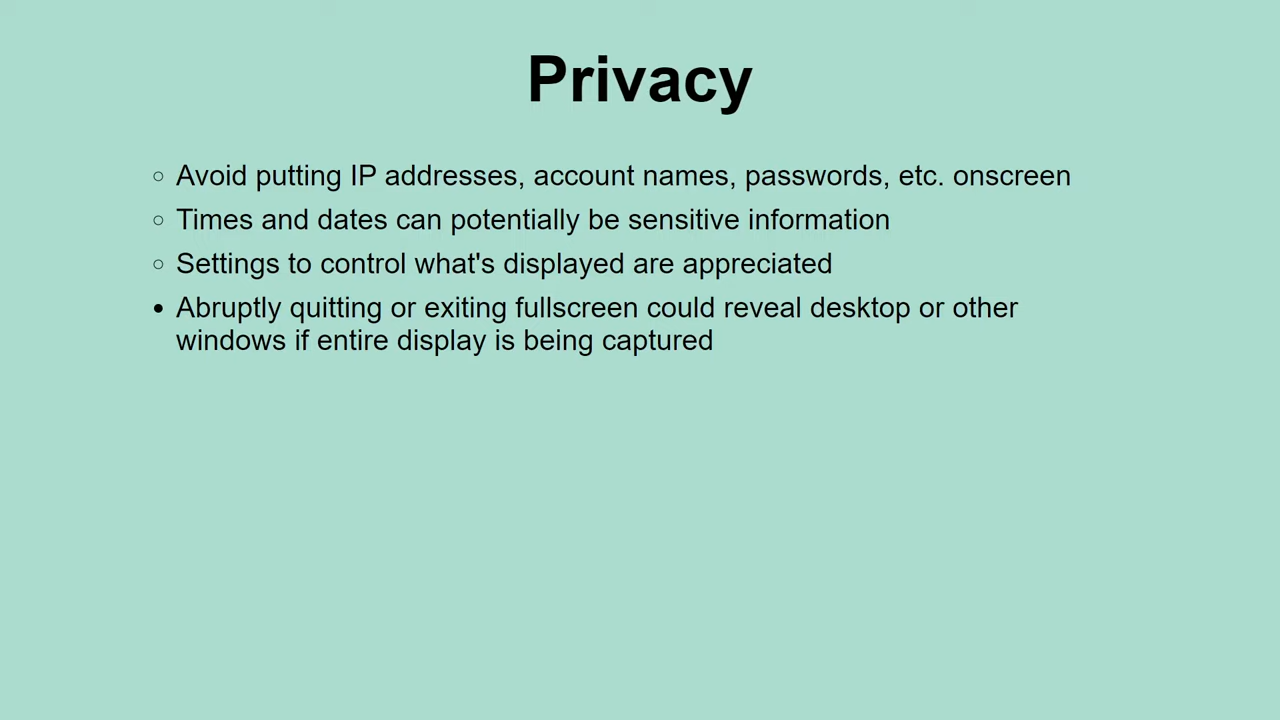 Privacy
Avoid putting IP addresses, account names, passwords, etc. onscreen
Times and dates can potentially be sensitive information
Settings to control what's displayed are appreciated
Abruptly quitting or exiting fullscreen could reveal desktop or other
windows if entire display is being captured